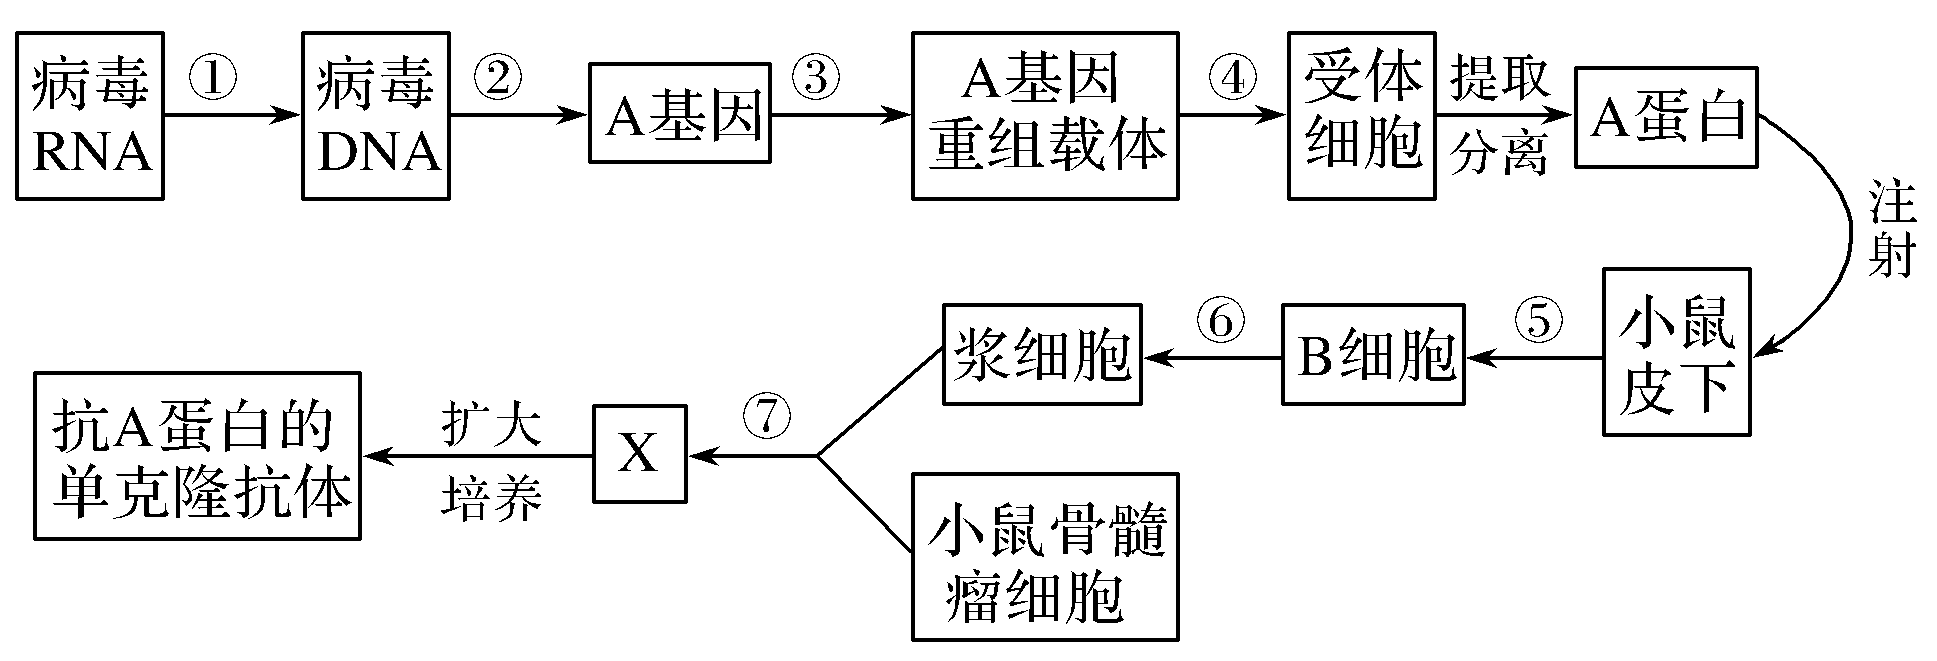 病毒
RNA
①
病毒
DNA
②
A基因
③
A基因
重组载体
④
受体
细胞
提取
分离
A蛋白
注
射
小鼠
皮下
⑤
B细胞
⑥
浆细胞
小鼠骨髓
瘤细胞
⑦
X
扩大
培养
抗A蛋白的
单克隆抗体